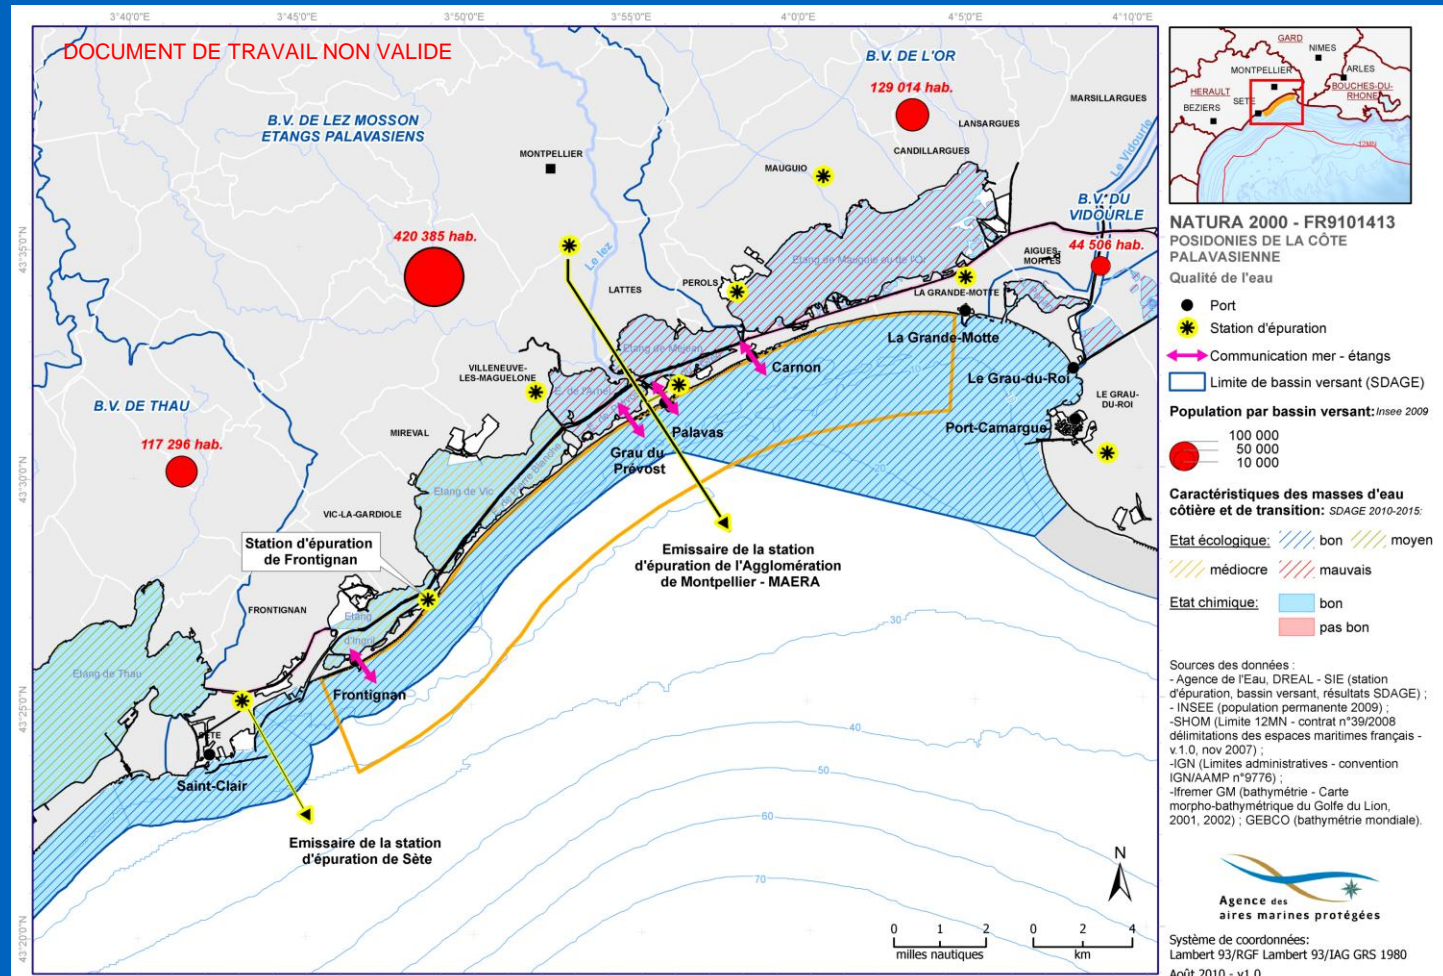 3°40'0"E
3°45'0"E
3°50'0"E
3°55'0"E
4°0'0"E
4°5'0"E
4°10'0"E
DOCUMENT DE TRAVAIL NON VALIDE
B.V. DE L'OR
129 014 hab.
MARSILLARGUES
LANSARGUES
CANDILLARGUES
B.V. DE LEZ MOSSON
ETANGS PALAVASIENS
MONTPELLIER
MAUGUIO
Le Vidourle
B.V. DU
VIDOURLE
44 506 hab.
420 385 hab.
43°35'0"N
Le lez
LATTES
PEROLS
Etang de Mauguio ou de l'Or
AIGUES-
MORTES
LA GRANDE-MOTTE
La Grande-Motte
Etang de Mejean
Carnon
Le Grau-du-Roi
LE GRAU-
DU-ROI
VILLENEUVE-
LES-MAGUELONE
E. de l'Arnel
Port-Camargue
B.V. DE THAU
117 296 hab.
MIREVAL
Palavas
Grau du
Prévost
43°30'0"N
Etang de Vic
de Pierre Blanche
VIC-LA-GARDIOLE
10
20
Station d'épuration
de Frontignan
Emissaire de la station
d'épuration de l'Agglomération
de Montpellier - MAERA
FRONTIGNAN
Etang
d'Ingril
30
Etang de Thau
Frontignan
43°25'0"N
SETE
Saint-Clair
40
50
60
70
Emissaire de la station
d'épuration de Sète
43°20'0"N
N
0 1 2
milles nautiques
0 2 4
km
GARD
NIMES
MONTPELLIER
ARLES
HERAULT
BOUCHES-DU-
RHONE
BEZIERS
SETE
12MN
NATURA 2000 - FR9101413
POSIDONIES DE LA CÔTE
PALAVASIENNE
Qualité de l'eau
Port
Station d'épuration
Communication mer - étangs
Limite de bassin versant (SDAGE)
Population par bassin versant: Insee 2009
100 000
50 000
10 000
Caractéristiques des masses d'eau
côtière et de transition: SDAGE 2010-2015:
Etat écologique: bon moyen
médiocre mauvais
Etat chimique: bon
pas bon
Sources des données :
- Agence de l'Eau, DREAL - SIE (station
d'épuration, bassin versant, résultats SDAGE) ;
- INSEE (population permanente 2009) ;
-SHOM (Limite 12MN - contrat n°39/2008
délimitations des espaces maritimes français -
v.1.0, nov 2007) ;
-IGN (Limites administratives - convention
IGN/AAMP n°9776) ;
-Ifremer GM (bathymétrie - Carte
morpho-bathymétrique du Golfe du Lion,
2001, 2002) ; GEBCO (bathymétrie mondiale).
Agence des
aires marines protégées
Système de coordonnées:
Lambert 93/RGF Lambert 93/IAG GRS 1980
Août 2010 - v1.0